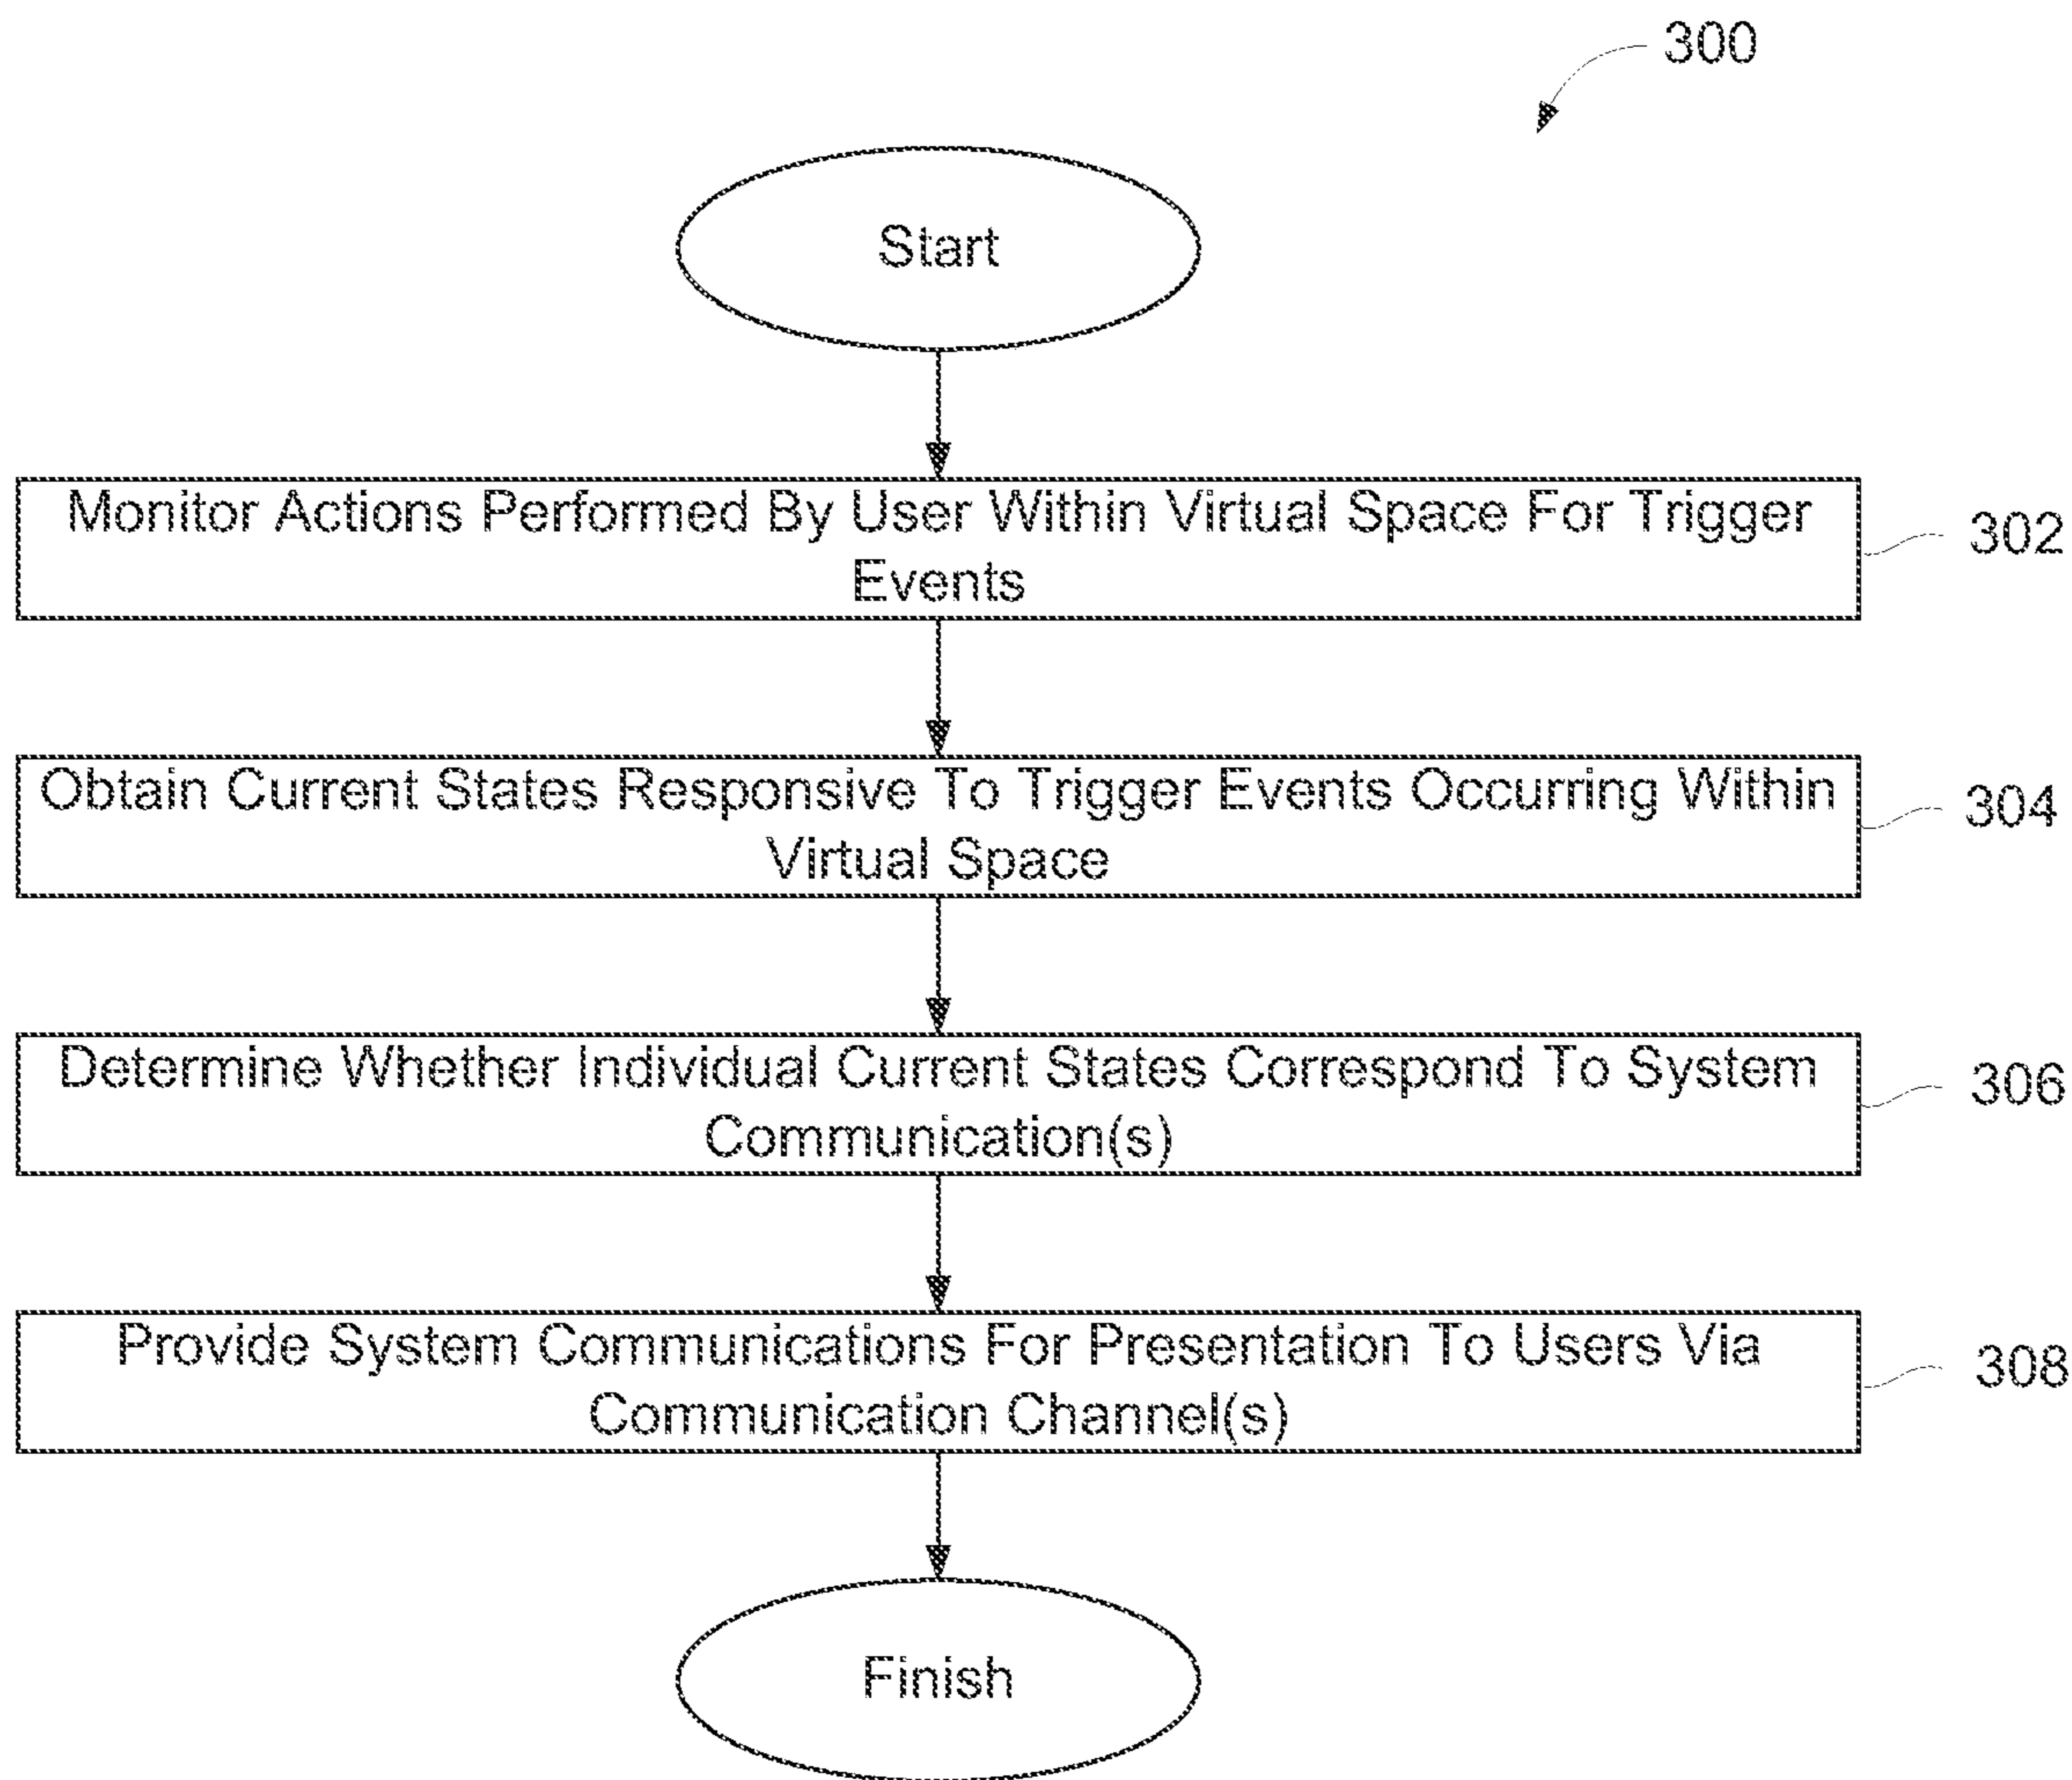 300
Start
Monitor Actions Performed By User Within Virtual Space For Trigger
Events
302
Obtain Current States Responsive To Trigger Events Occurring Within
Virtual Space
304
Determine Whether Individual Current States Correspond To System
Communication(s)
306
Provide System Communications For Presentation To Users Via
Communication Channel(s)
308
Finish